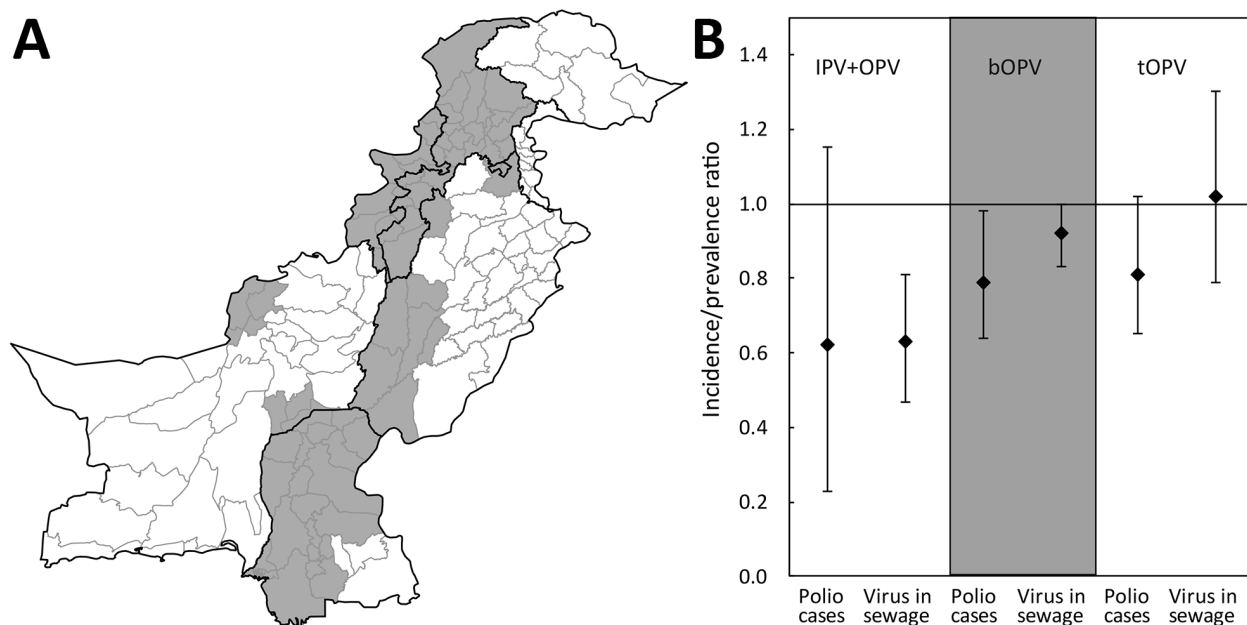 A
B
IPV+OPV
bOPV
tOPV
Incidence/prevalence ratio
1.4
1.2
1.0
0.8
0.6
0.4
0.2
0.0
Polio cases
Virus in sewage
Polio cases
Virus in sewage
Polio cases
Virus in sewage